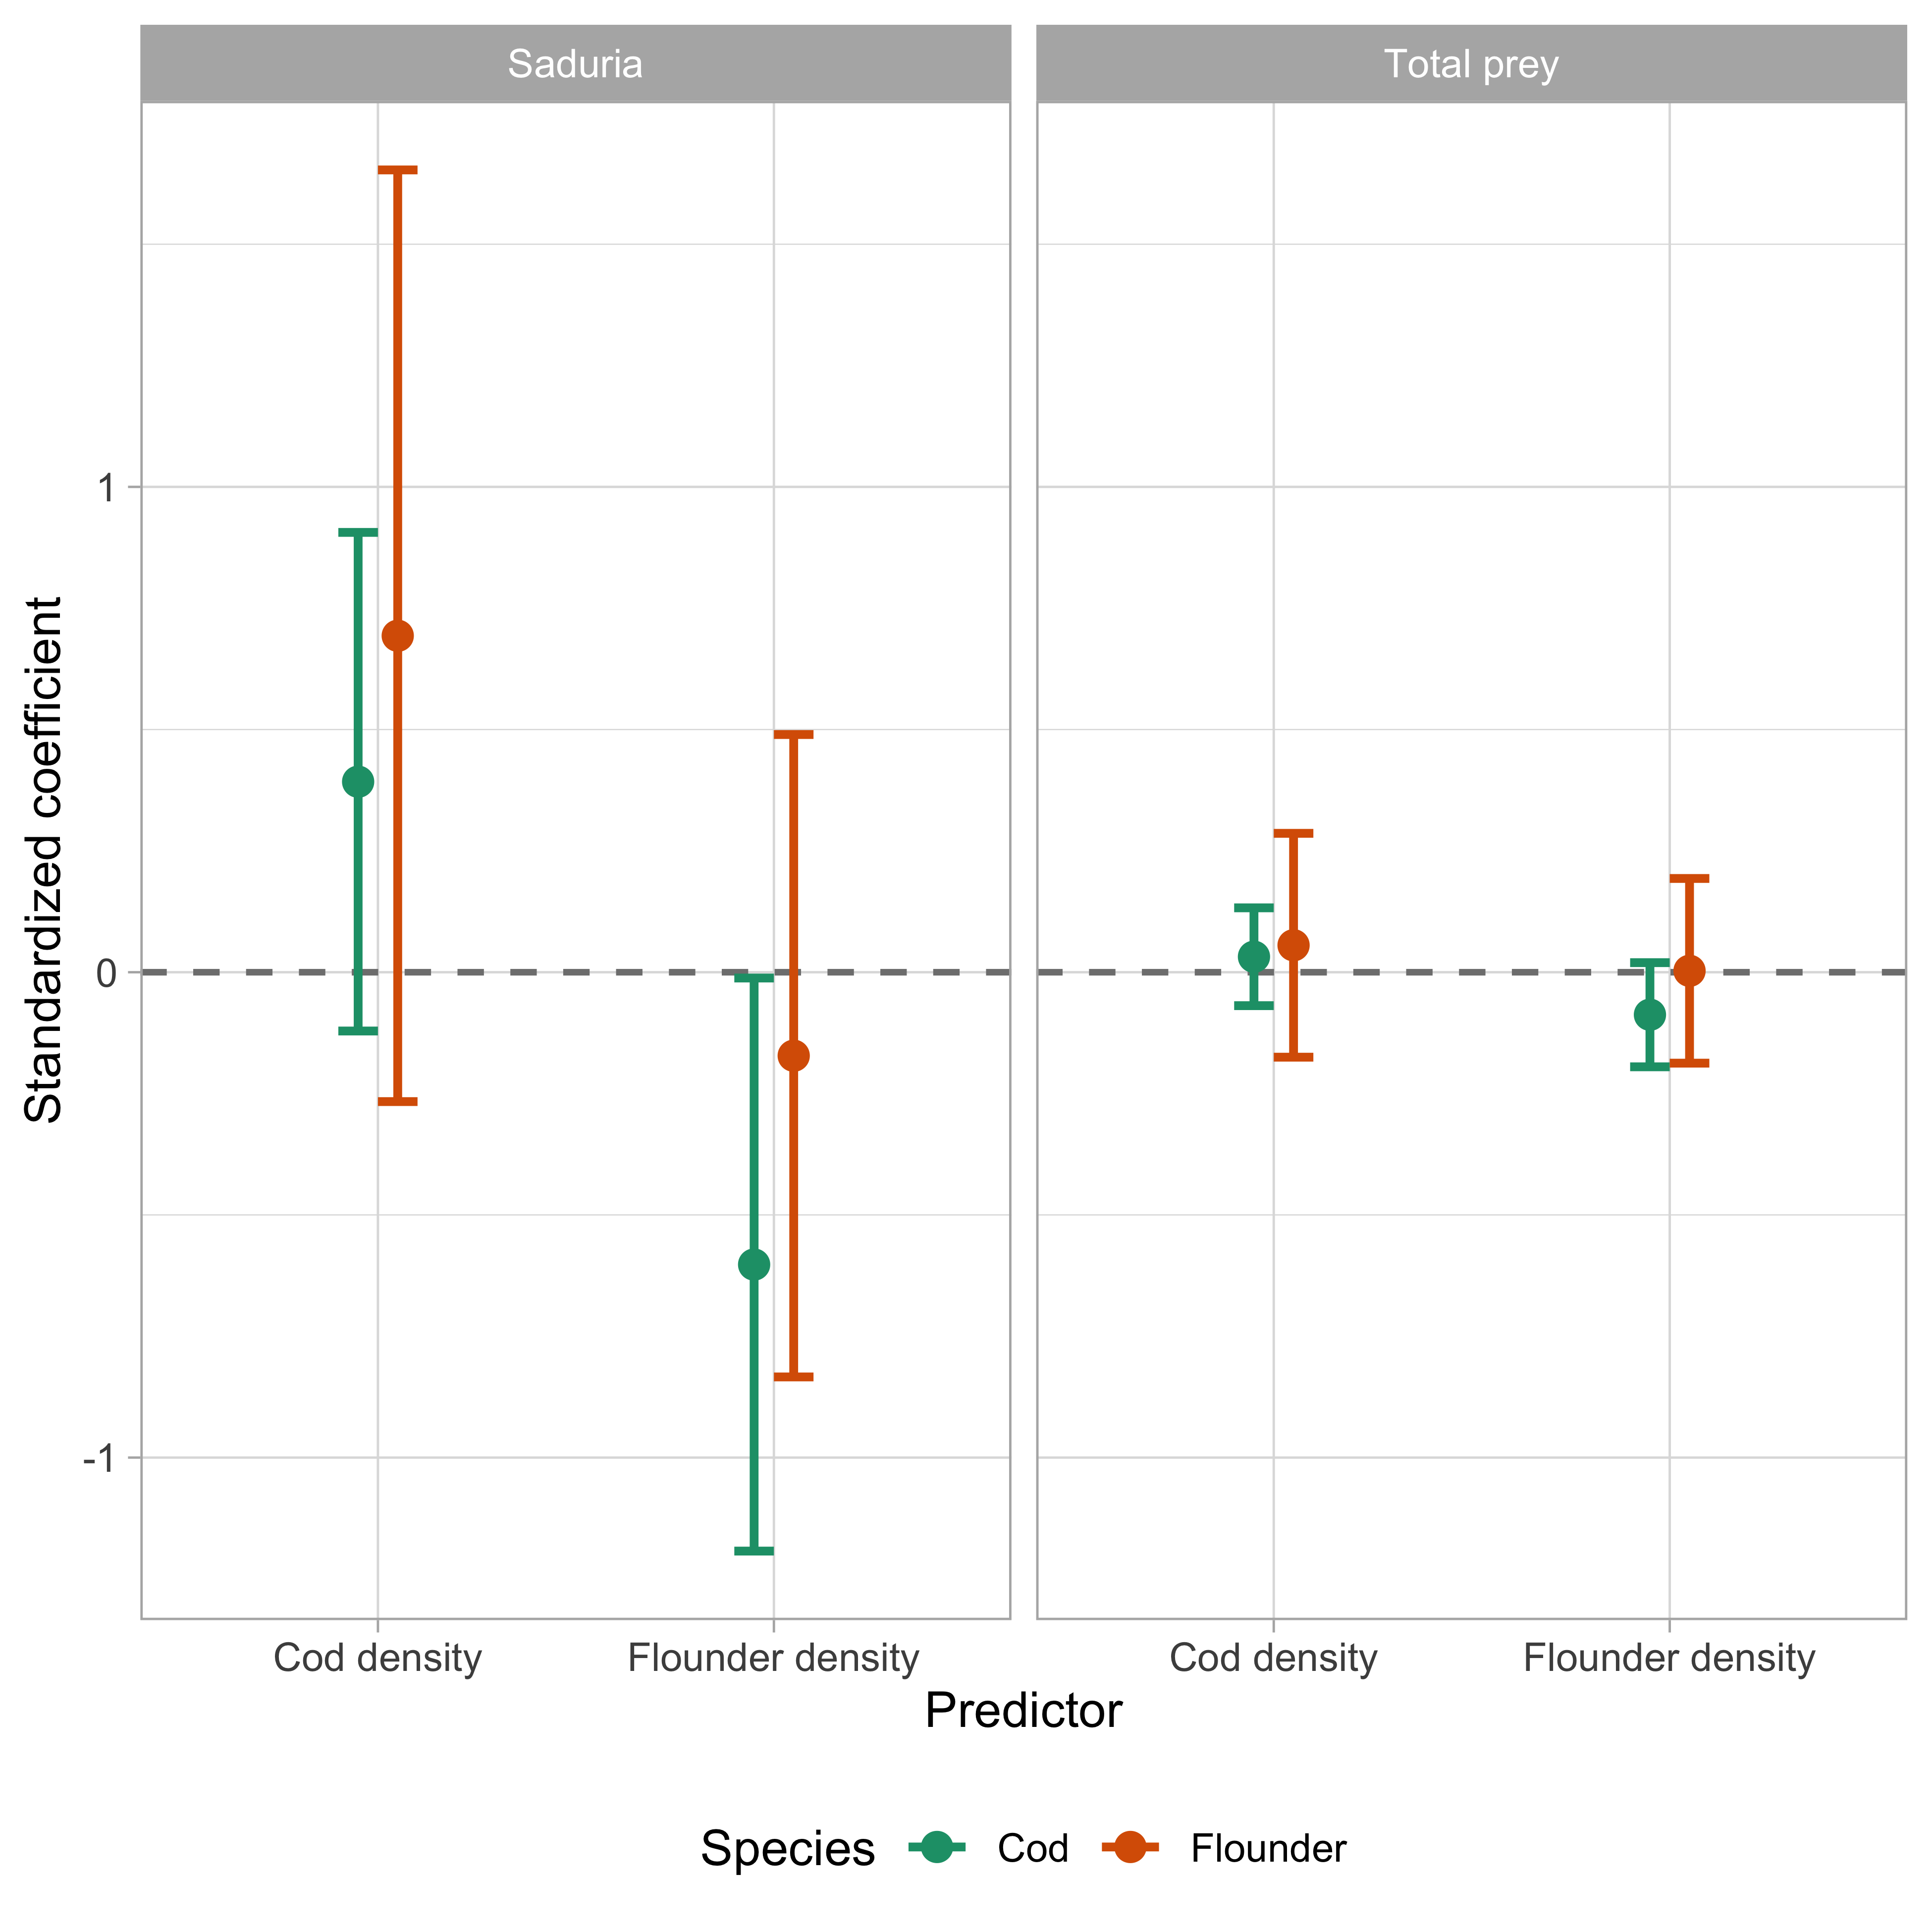 Saduria
Total prey
Standardized coefficient
1
0
-1
Cod density
Flounder density
Cod density
Flounder density
Predictor
Species
Cod
Flounder